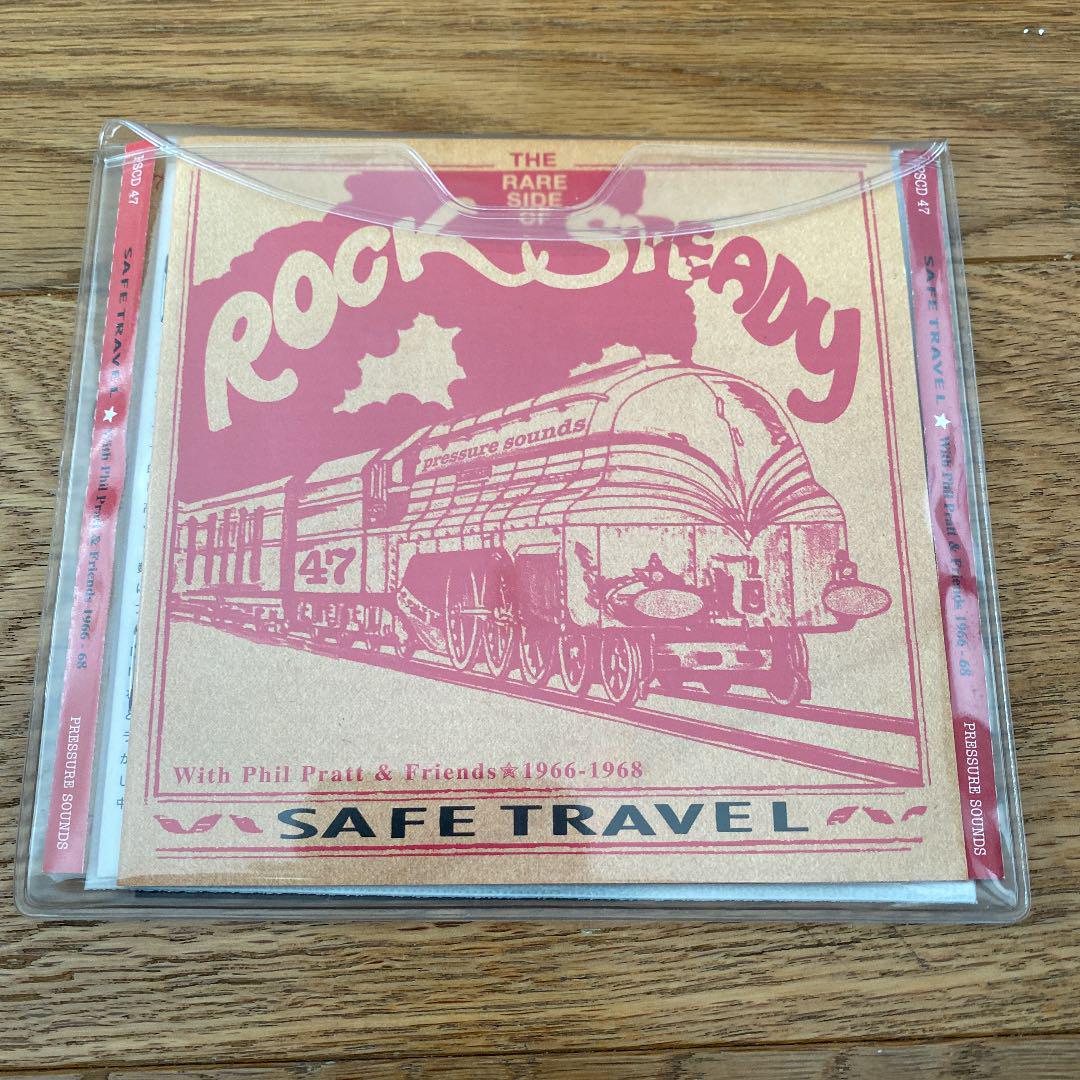 THE
RARE
SIDE
OF
ROCK STEADY
pressure sounds
47
With Phil Pratt & Friends★1966-1968
SAFE TRAVEL
PSCD 47
SAFE TRAVEL ★ With Phil Pratt & Friends 1966 - 68
PRESSURE SOUNDS
PSCD 47
SAFE TRAVEL ★ With Phil Pratt & Friends 1966 - 68
PRESSURE SOUNDS